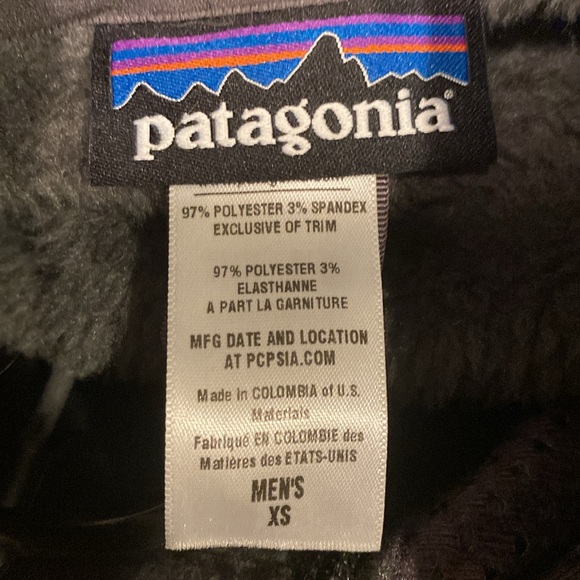 patagonia®
97% POLYESTER 3% SPANDEX
EXCLUSIVE OF TRIM
97% POLYESTER 3%
ELASTHANNE
A PART LA GARNITURE
MFG DATE AND LOCATION
AT PCPSIA.COM
Made in COLOMBIA of U.S.
Materials
Fabriqué EN COLOMBIE des
Matières des ETATS-UNIS
MEN'S
XS